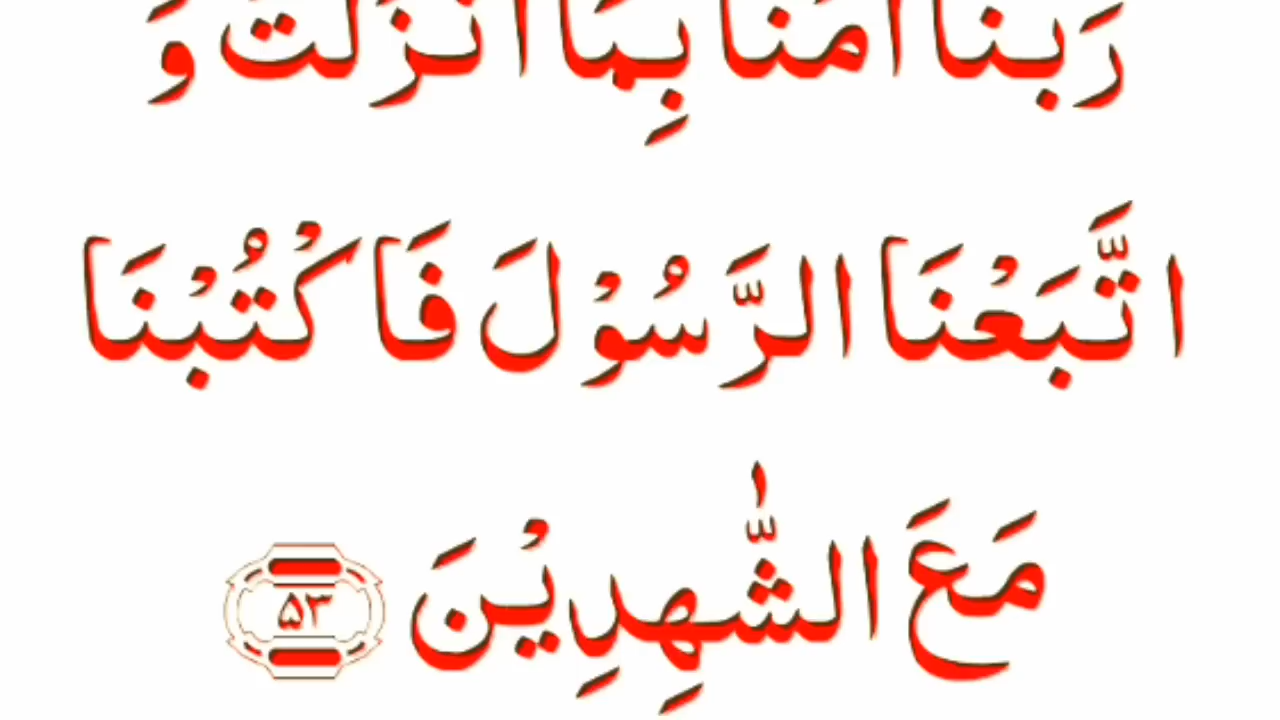 رَبَّنَا اٰمَنَّا بِمَا اَنْزَلْتَ وَ
اتَّبَعْنَا الرَّسُوْلَ فَاكْتُبْنَا
مَعَ الشّٰهِدِيْنَ ۵۳